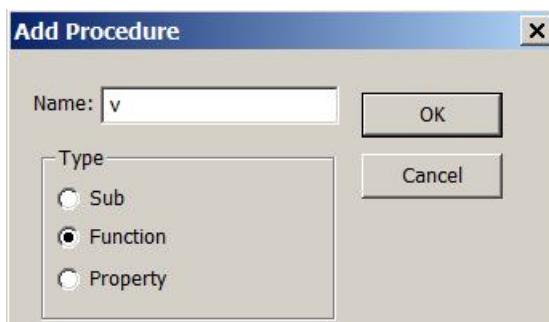 Add Procedure
Name: v
OK
Type
Cancel
Sub
Function
Property